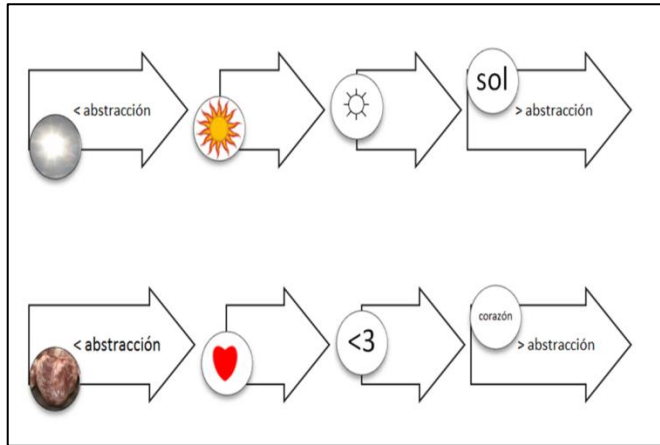 < abstracción
sol
> abstracción
< abstracción
<3
corazón
> abstracción